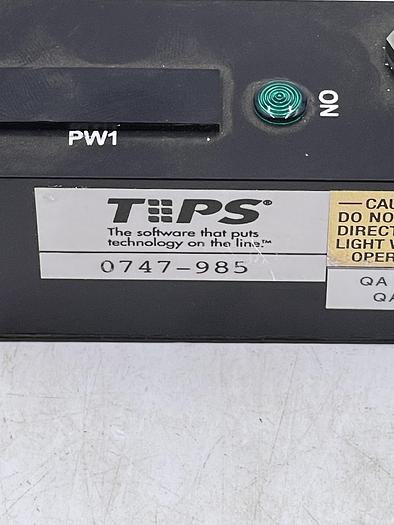 PW1
ON
TIPS®
The software that puts
technology on the line.™
0747-985
— CAU
DO NO
DIRECT
LIGHT W
OPER
QA
QA